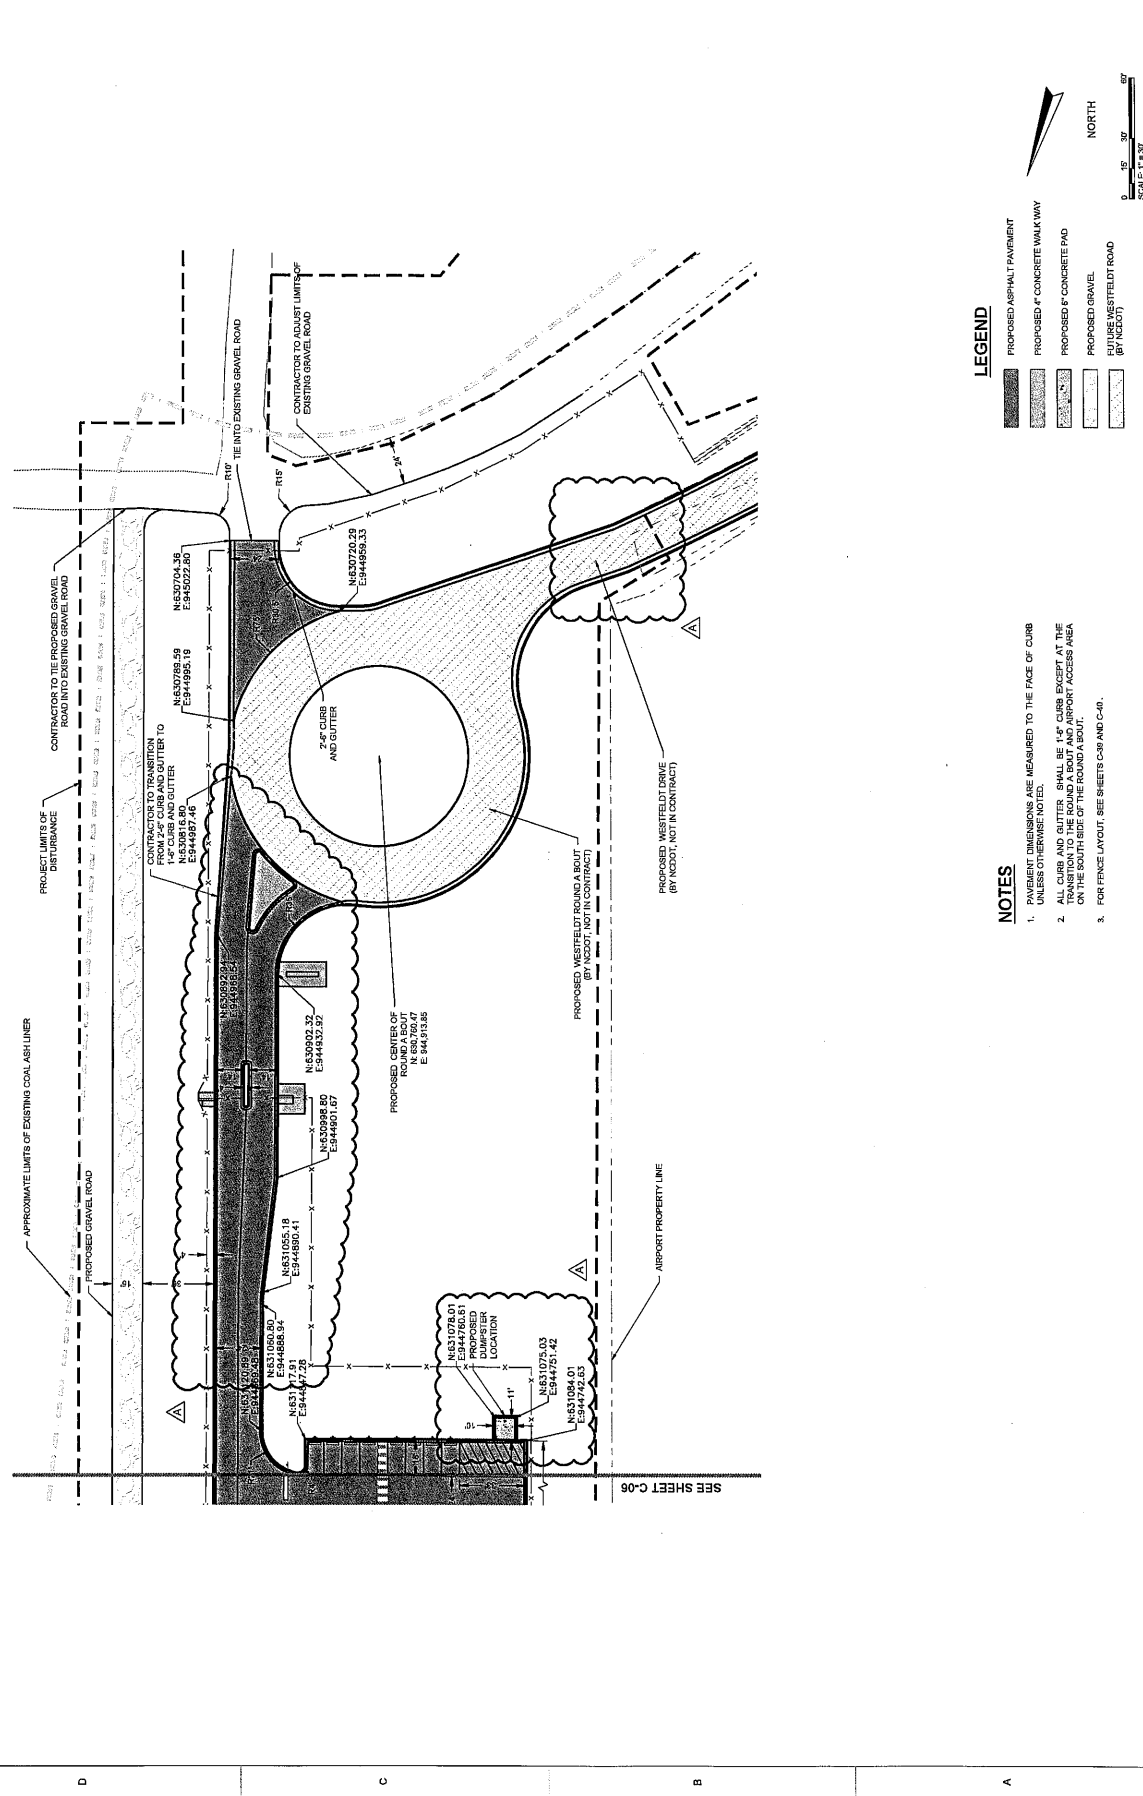 PROJECT LIMITS OF
DISTURBANCE
CONTRACTOR TO TIE PROPOSED GRAVEL
ROAD INTO EXISTING GRAVEL ROAD
APPROXIMATE LIMITS OF EXISTING COAL ASH LINER
PROPOSED GRAVEL ROAD
CONTRACTOR TO TRANSITION
FROM 2'-6" CURB AND GUTTER TO
1'-6" CURB AND GUTTER
N:630816.80
E:944987.46
N:630789.59
E:944995.19
N:630704.36
E:945022.80
R10'
TIE INTO EXISTING GRAVEL ROAD
R15'
CONTRACTOR TO ADJUST LIMITS OF
EXISTING GRAVEL ROAD
24'
N:630720.29
E:944959.33
2'-6" CURB
AND GUTTER
16'
N:630902.32
E:944932.92
N:630998.80
E:944901.67
N:631055.18
E:944890.41
N:631060.80
E:944888.94
PROPOSED CENTER OF
ROUND A BOUT
N: 630,760.47
E: 944,913.85
N:631078.01
E:944760.61
PROPOSED
DUMPSTER
LOCATION
N:631075.03
E:944751.42
11'
10'
N:631084.01
E:944742.63
A
A
A
PROPOSED WESTFELDT ROUND A BOUT
(BY NCDOT, NOT IN CONTRACT)
PROPOSED WESTFELDT DRIVE
(BY NCDOT, NOT IN CONTRACT)
AIRPORT PROPERTY LINE
SEE SHEET C-06
LEGEND
PROPOSED ASPHALT PAVEMENT
PROPOSED 4" CONCRETE WALK WAY
PROPOSED 6" CONCRETE PAD
PROPOSED GRAVEL
FUTURE WESTFELDT ROAD
(BY NCDOT)
NORTH
0 15' 30' 60'
SCALE: 1" = 30'
NOTES
1. PAVEMENT DIMENSIONS ARE MEASURED TO THE FACE OF CURB
UNLESS OTHERWISE NOTED.
2. ALL CURB AND GUTTER SHALL BE 1'-6" CURB EXCEPT AT THE
TRANSITION TO THE ROUND A BOUT AND AIRPORT ACCESS AREA
ON THE SOUTH SIDE OF THE ROUND A BOUT.
3. FOR FENCE LAYOUT, SEE SHEETS C-39 AND C-40.
D
C
B
A